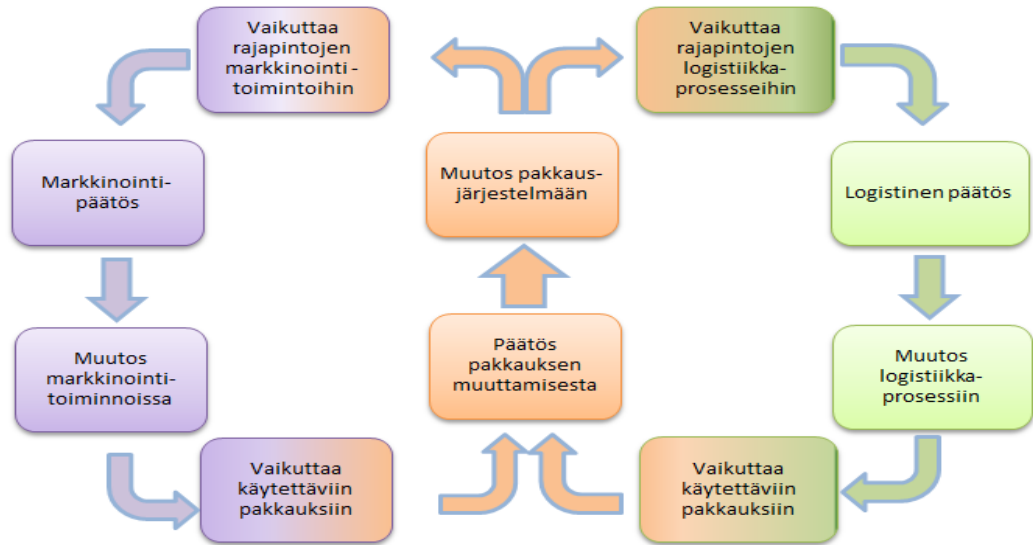 Vaikuttaa
rajapintojen
markkinointi-
toimintoihin
Vaikuttaa
rajapintojen
logistiikka-
prosesseihin
Markkinointi-
päätös
Muutos pakkaus-
järjestelmään
Logistinen päätös
Muutos
markkinointi-
toiminnoissa
Päätös
pakkauksen
muuttamisesta
Muutos
logistiikka-
prosessiin
Vaikuttaa
käytettäviin
pakkauksiin
Vaikuttaa
käytettäviin
pakkauksiin